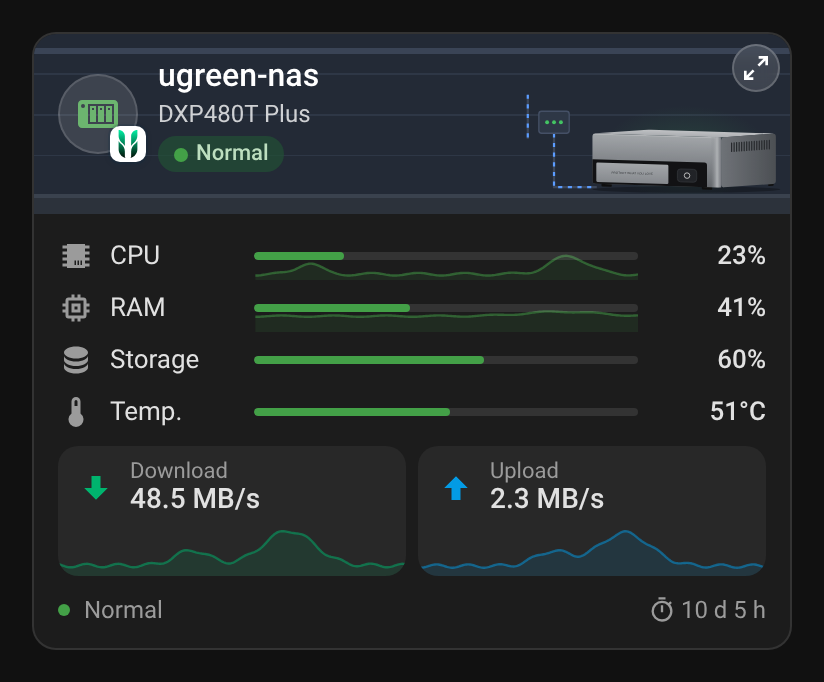 ugreen-nas
DXP480T Plus
Normal
CPU 23%
RAM 41%
Storage 60%
Temp. 51°C
Download
48.5 MB/s
Upload
2.3 MB/s
Normal
10 d 5 h